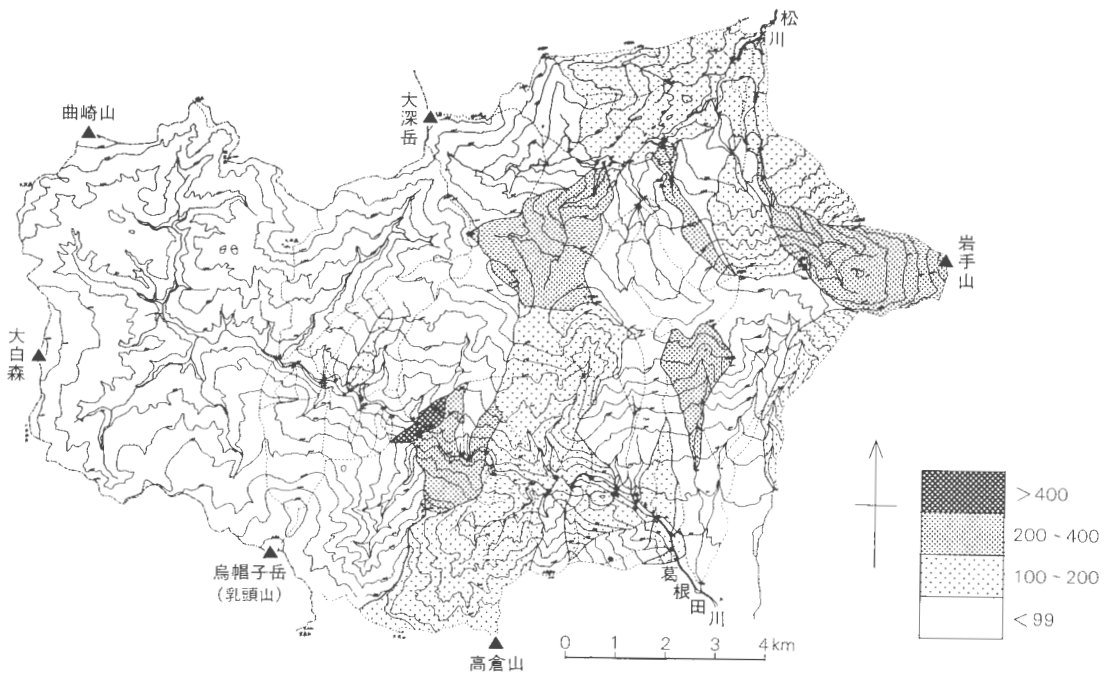 松川
曲崎山
大深岳
岩手山
大白森
烏帽子岳
(乳頭山)
葛根田川
高倉山
0 1 2 3 4 km
>400
200 - 400
100 - 200
<99